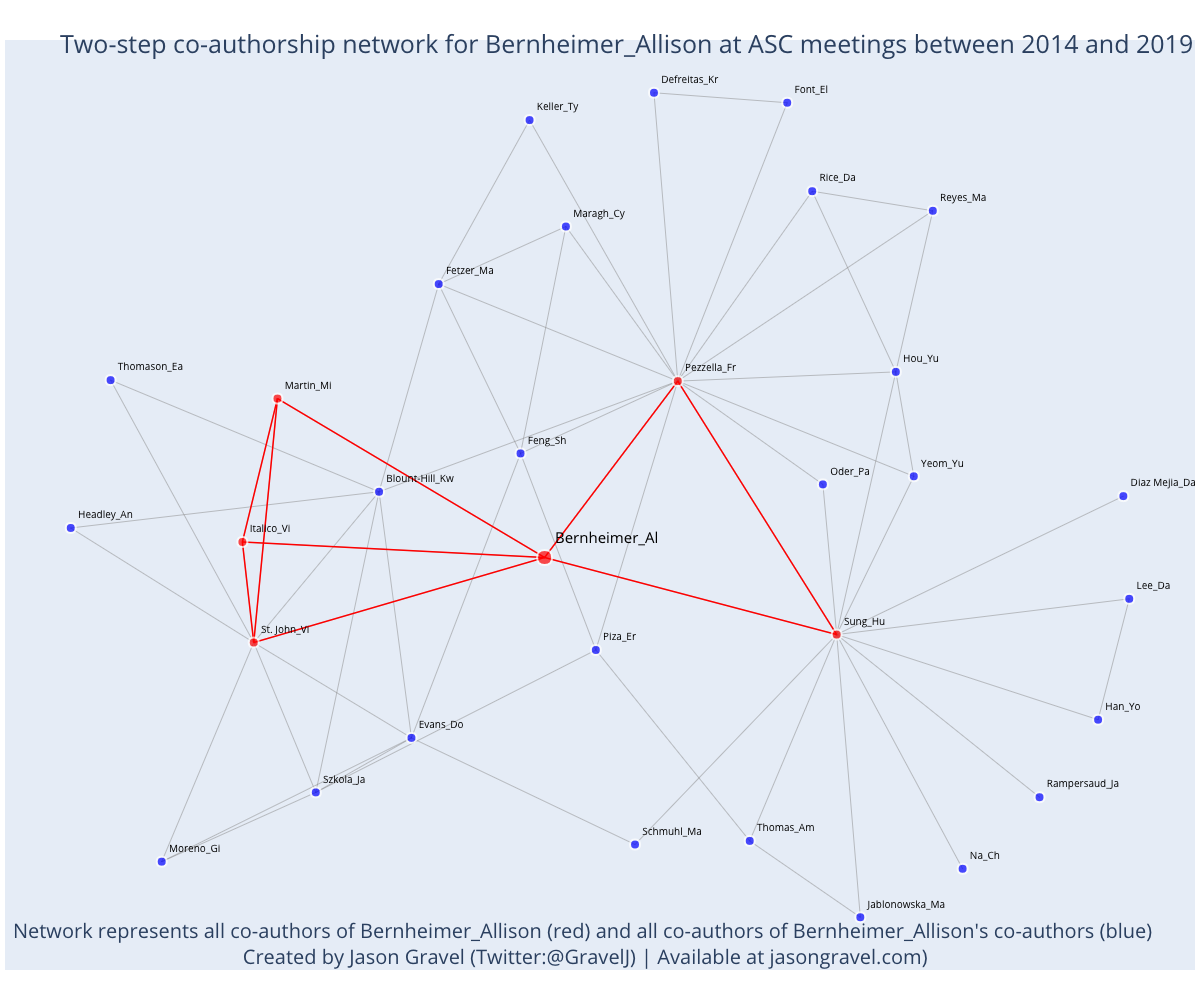 Two-step co-authorship network for Bernheimer_Allison at ASC meetings between 2014 and 2019
Defreitas_Kr
Font_El
Keller_Ty
Rice_Da
Reyes_Ma
Maragh_Cy
Fetzer_Ma
Hou_Yu
Thomason_Ea
Pezzella_Fr
Martin_Mi
Feng_Sh
Yeom_Yu
Oder_Pa
Blount-Hill_Kw
Diaz Mejia_Da
Headley_An
Italico_Vi
Bernheimer_Al
Lee_Da
Sung_Hu
St. John_Vi
Piza_Er
Han_Yo
Evans_Do
Szkola_Ja
Rampersaud_Ja
Schmuhl_Ma
Thomas_Am
Moreno_Gi
Na_Ch
Jablonowska_Ma
Network represents all co-authors of Bernheimer_Allison (red) and all co-authors of Bernheimer_Allison's co-authors (blue)
Created by Jason Gravel (Twitter:@GravelJ) | Available at jasongravel.com)